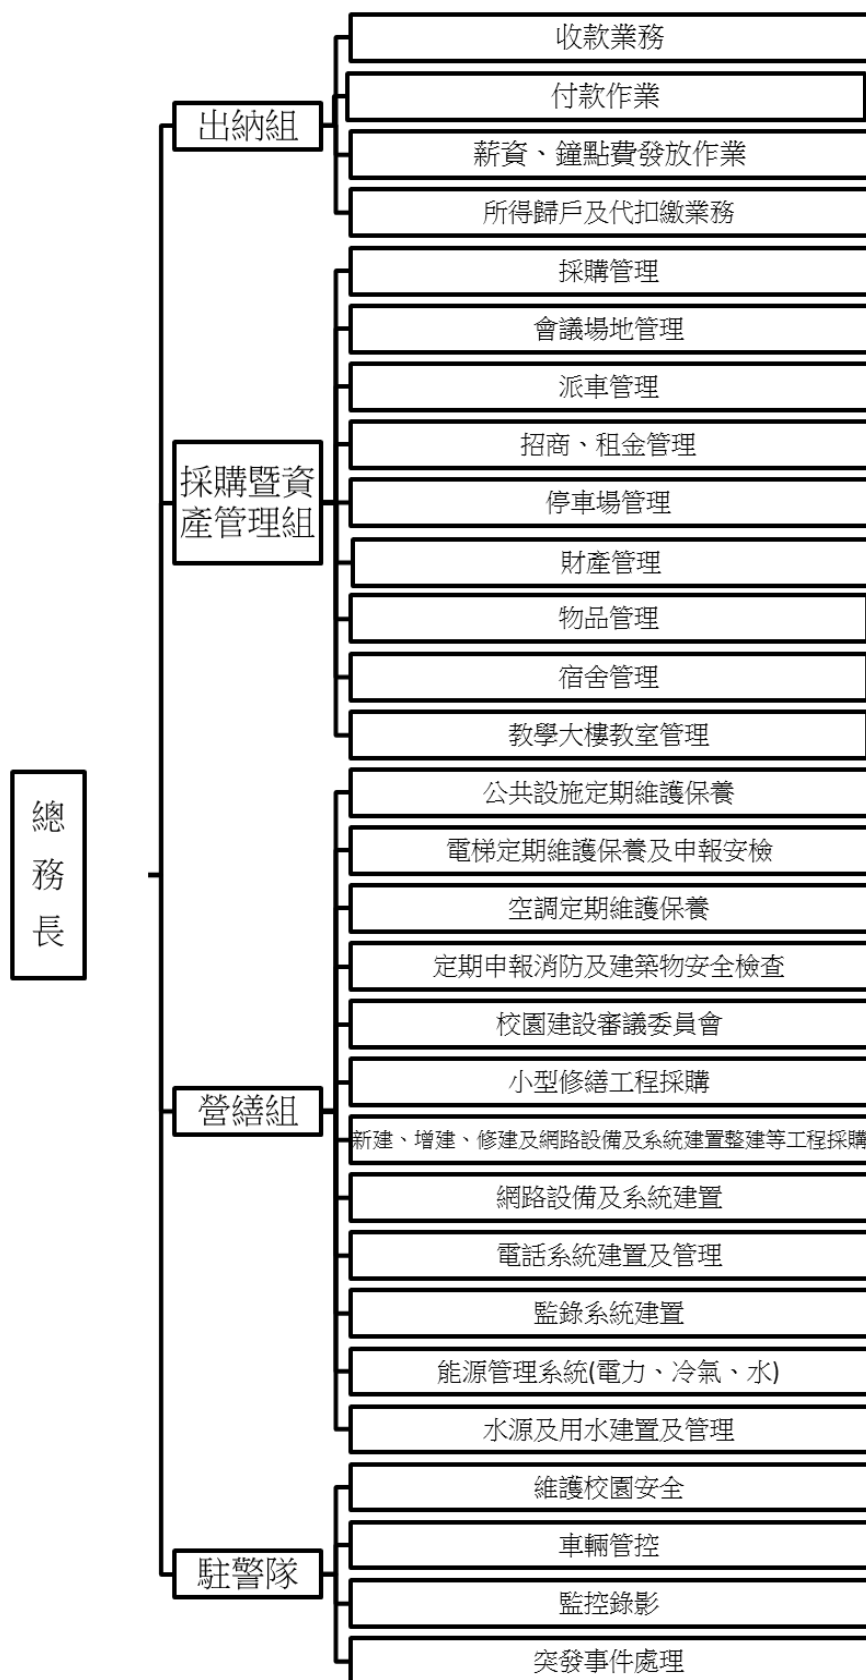 總
務
長
出納組
收款業務
付款作業
薪資、鐘點費發放作業
所得歸戶及代扣繳業務
採購暨資
產管理組
採購管理
會議場地管理
派車管理
招商、租金管理
停車場管理
財產管理
物品管理
宿舍管理
教學大樓教室管理
營繕組
公共設施定期維護保養
電梯定期維護保養及申報安檢
空調定期維護保養
定期申報消防及建築物安全檢查
校園建設審議委員會
小型修繕工程採購
新建、增建、修建及網路設備及系統建置整建等工程採購
網路設備及系統建置
電話系統建置及管理
監錄系統建置
能源管理系統(電力、冷氣、水)
水源及用水建置及管理
駐警隊
維護校園安全
車輛管控
監控錄影
突發事件處理